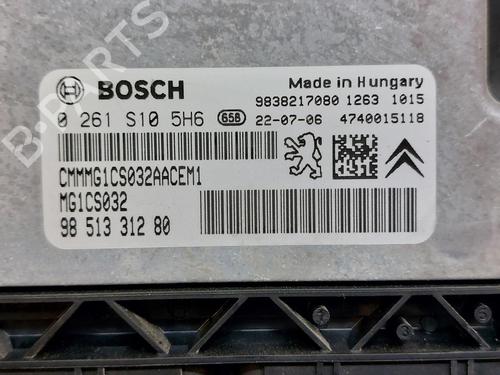 B-PARTS
BOSCH
Made in Hungary
9838217080 1263 1015
0 261 S10 5H6 658 22-07-06 4740015118
CMMMG1CS032AACEM1
MG1CS032
98 513 312 80